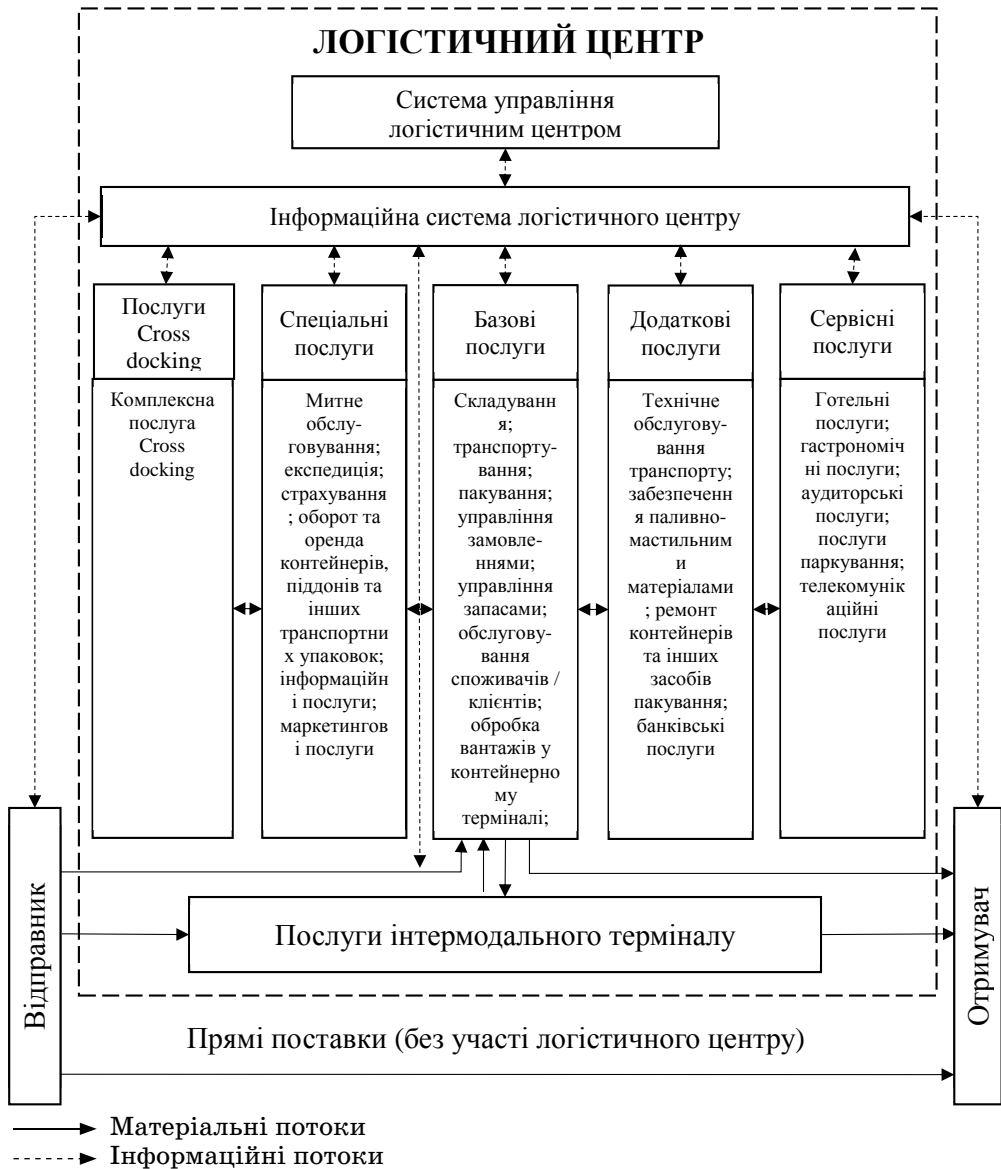 ЛОГІСТИЧНИЙ ЦЕНТР
Система управління
логістичним центром
Інформаційна система логістичного центру
Послуги
Cross
docking
Комплексна
послуга
Cross
docking
Спеціальні
послуги
Митне
обслу-
говування;
експедиція;
страхування
; оборот та
оренда
контейнерів,
піддонів та
інших
транспортни
х упаковок;
інформаційн
і послуги;
маркетингов
і послуги
Базові
послуги
Складуванн
я;
транспорту-
вання;
пакування;
управління
замовле-
ннями;
управління
запасами;
обслугову-
вання
споживачів /
клієнтів;
обробка
вантажів у
контейнерно
му
терміналі;
Додаткові
послуги
Технічне
обслугову-
вання
транспорту;
забезпеченн
я паливно-
мастильним
и
матеріалами
; ремонт
контейнерів
та інших
засобів
пакування;
банківські
послуги
Сервісні
послуги
Готельні
послуги;
гастрономіч
ні послуги;
аудиторські
послуги;
послуги
паркування;
телекомунік
аційні
послуги
Відправник
Послуги інтермодального терміналу
Отримувач
Прямі поставки (без участі логістичного центру)
Матеріальні потоки
Інформаційні потоки